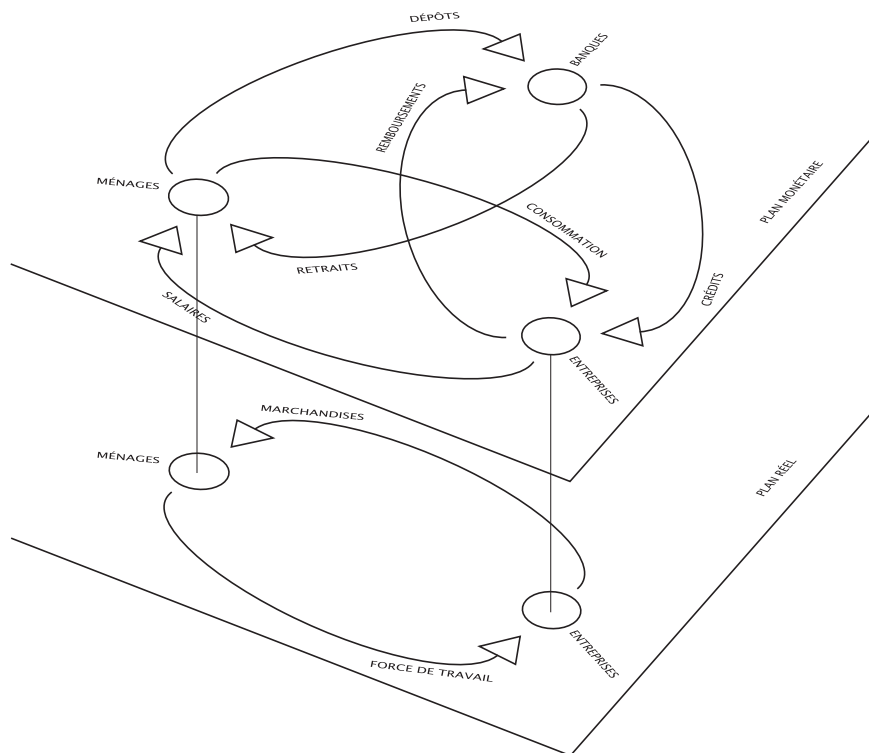 DÉPÔTS
BANQUES
REMBOURSEMENTS
MÉNAGES
PLAN MONÉTAIRE
CONSOMMATION
RETRAITS
CRÉDITS
SALAIRES
ENTREPRISES
MARCHANDISES
MÉNAGES
PLAN RÉEL
ENTREPRISES
FORCE DE TRAVAIL